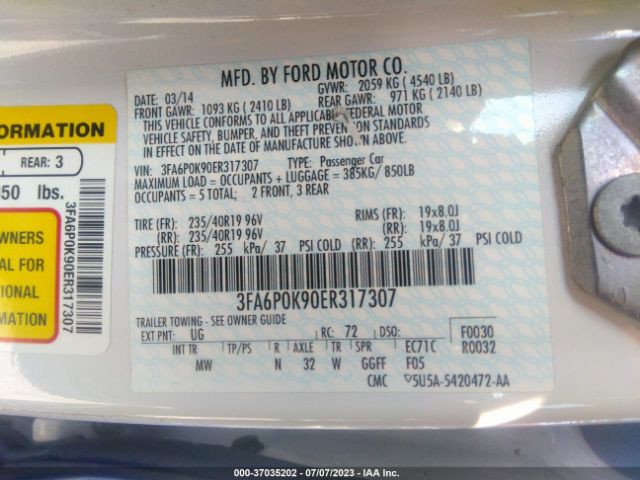 MFD. BY FORD MOTOR CO.
DATE: 03/14 GVWR: 2059 KG ( 4540 LB)
FRONT GAWR: 1093 KG ( 2410 LB) REAR GAWR: 971 KG ( 2140 LB)
THIS VEHICLE CONFORMS TO ALL APPLICABLE FEDERAL MOTOR
VEHICLE SAFETY, BUMPER, AND THEFT PREVENTION STANDARDS
IN EFFECT ON THE DATE OF MANUFACTURE SHOWN ABOVE.
VIN: 3FA6P0K90ER317307 TYPE: Passenger Car
MAXIMUM LOAD = OCCUPANTS + LUGGAGE = 385KG/ 850LB
OCCUPANTS = 5 TOTAL; 2 FRONT, 3 REAR
TIRE (FR): 235/40R19 96V RIMS (FR): 19x8.0J
(RR): 235/40R19 96V (RR): 19x8.0J
PRESSURE (FR): 255 kPa/ 37 PSI COLD (RR): 255 kPa/ 37 PSI COLD
3FA6P0K90ER317307
TRAILER TOWING - SEE OWNER GUIDE
EXT PNT: UG RC: 72 DSO: F0030
INT TR TP/PS R AXLE TR SPR EC71C R0032
MW N 32 W GGFF F05
CMC 5U5A-5420472-AA
FORMATION
REAR: 3
850 lbs.
WNERS
AL FOR
TIONAL
MATION
3FA6P0K90ER317307
000-37035202 - 07/07/2023 - IAA Inc.